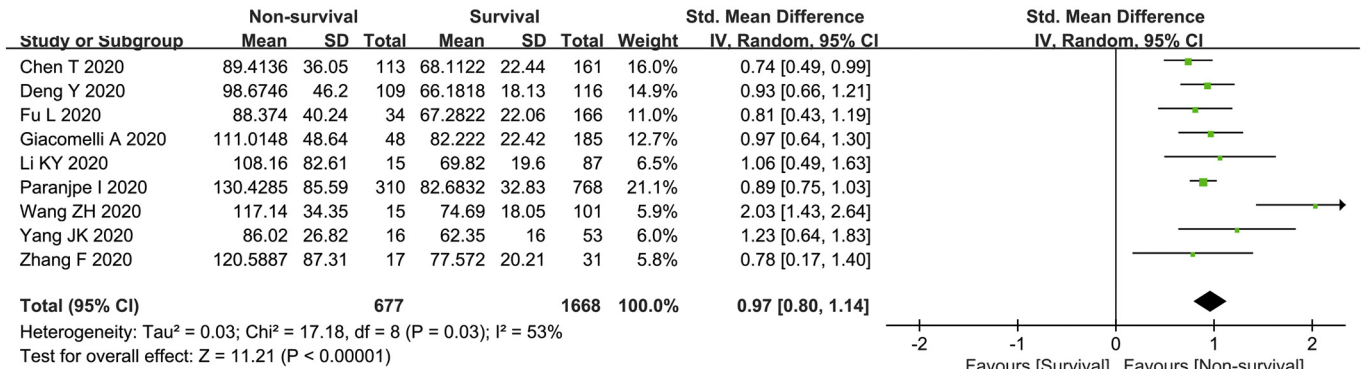 Non-survival Survival Std. Mean Difference Std. Mean Difference
Study or Subgroup Mean SD Total Mean SD Total Weight IV, Random, 95% CI IV, Random, 95% CI
Chen T 2020 89.4136 36.05 113 68.1122 22.44 161 16.0% 0.74 [0.49, 0.99]
Deng Y 2020 98.6746 46.2 109 66.1818 18.13 116 14.9% 0.93 [0.66, 1.21]
Fu L 2020 88.374 40.24 34 67.2822 22.06 166 11.0% 0.81 [0.43, 1.19]
Giacomelli A 2020 111.0148 48.64 48 82.222 22.42 185 12.7% 0.97 [0.64, 1.30]
Li KY 2020 108.16 82.61 15 69.82 19.6 87 6.5% 1.06 [0.49, 1.63]
Paranjpe I 2020 130.4285 85.59 310 82.6832 32.83 768 21.1% 0.89 [0.75, 1.03]
Wang ZH 2020 117.14 34.35 15 74.69 18.05 101 5.9% 2.03 [1.43, 2.64]
Yang JK 2020 86.02 26.82 16 62.35 16 53 6.0% 1.23 [0.64, 1.83]
Zhang F 2020 120.5887 87.31 17 77.572 20.21 31 5.8% 0.78 [0.17, 1.40]
Total (95% CI) 677 1668 100.0% 0.97 [0.80, 1.14]
Heterogeneity: Tau² = 0.03; Chi² = 17.18, df = 8 (P = 0.03); I² = 53%
Test for overall effect: Z = 11.21 (P < 0.00001)
-2 -1 0 1 2
Favours [Survival] Favours [Non-survival]